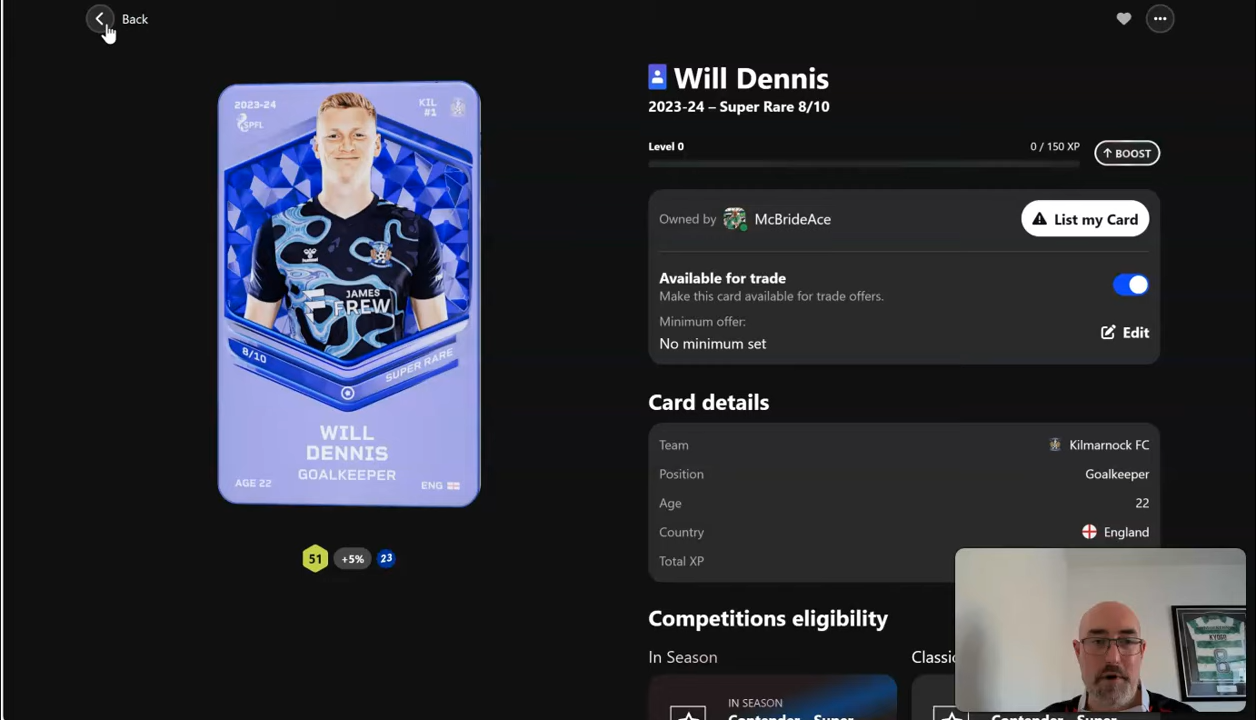 Back
2023-24
SPFL
KIL
#1
JAMES
FREW
8/10
SUPER RARE
WILL
DENNIS
GOALKEEPER
AGE 22
ENG
51
+5%
23
Will Dennis
2023-24 – Super Rare 8/10
Level 0
0 / 150 XP
BOOST
Owned by McBrideAce
List my Card
Available for trade
Make this card available for trade offers.
Minimum offer:
No minimum set
Edit
Card details
Team
Kilmarnock FC
Position
Goalkeeper
Age
22
Country
England
Total XP
Competitions eligibility
In Season
IN SEASON
Contender - Super
KYOGO
8